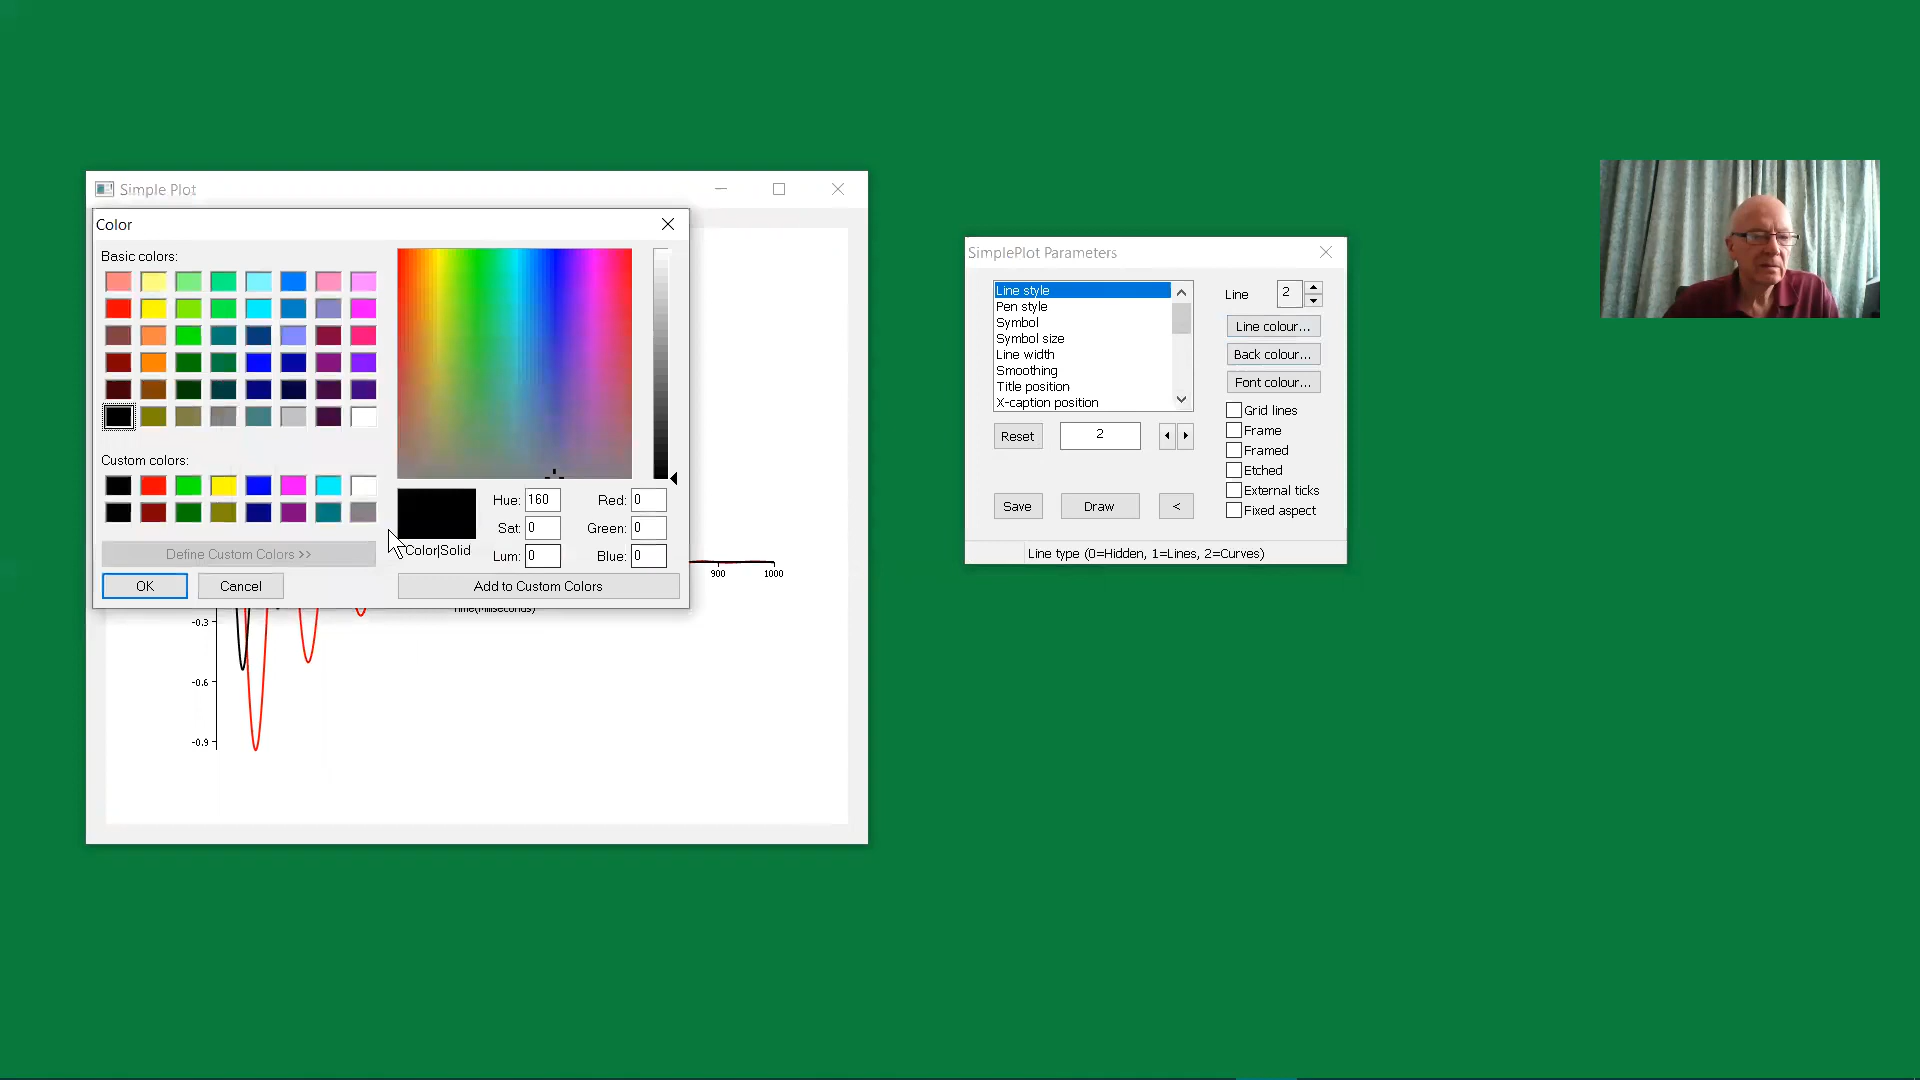 Simple Plot
Color
Basic colors:
Custom colors:
Define Custom Colors >>
OK
Cancel
Color|Solid
Hue: 160
Sat: 0
Lum: 0
Red: 0
Green: 0
Blue: 0
Add to Custom Colors
900
1000
Time(Milliseconds)
-0.3
-0.6
-0.9
SimplePlot Parameters
Line style
Pen style
Symbol
Symbol size
Line width
Smoothing
Title position
X-caption position
Reset
2
Save
Draw
<
Line 2
Line colour...
Back colour...
Font colour...
Grid lines
Frame
Framed
Etched
External ticks
Fixed aspect
Line type (0=Hidden, 1=Lines, 2=Curves)